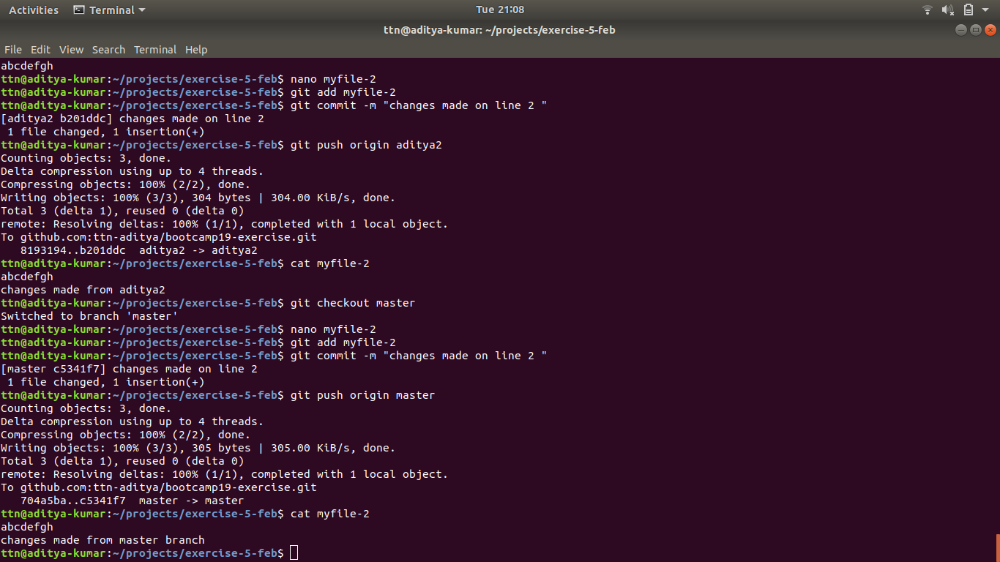 Activities Terminal Tue 21:08
ttn@aditya-kumar: ~/projects/exercise-5-feb
File Edit View Search Terminal Help
abcdefgh
ttn@aditya-kumar:~/projects/exercise-5-feb$ nano myfile-2
ttn@aditya-kumar:~/projects/exercise-5-feb$ git add myfile-2
ttn@aditya-kumar:~/projects/exercise-5-feb$ git commit -m "changes made on line 2 "
[aditya2 b201ddc] changes made on line 2
 1 file changed, 1 insertion(+)
ttn@aditya-kumar:~/projects/exercise-5-feb$ git push origin aditya2
Counting objects: 3, done.
Delta compression using up to 4 threads.
Compressing objects: 100% (2/2), done.
Writing objects: 100% (3/3), 304 bytes | 304.00 KiB/s, done.
Total 3 (delta 1), reused 0 (delta 0)
remote: Resolving deltas: 100% (1/1), completed with 1 local object.
To github.com:ttn-aditya/bootcamp19-exercise.git
   8193194..b201ddc  aditya2 -> aditya2
ttn@aditya-kumar:~/projects/exercise-5-feb$ cat myfile-2
abcdefgh
changes made from aditya2
ttn@aditya-kumar:~/projects/exercise-5-feb$ git checkout master
Switched to branch 'master'
ttn@aditya-kumar:~/projects/exercise-5-feb$ nano myfile-2
ttn@aditya-kumar:~/projects/exercise-5-feb$ git add myfile-2
ttn@aditya-kumar:~/projects/exercise-5-feb$ git commit -m "changes made on line 2 "
[master c5341f7] changes made on line 2
 1 file changed, 1 insertion(+)
ttn@aditya-kumar:~/projects/exercise-5-feb$ git push origin master
Counting objects: 3, done.
Delta compression using up to 4 threads.
Compressing objects: 100% (2/2), done.
Writing objects: 100% (3/3), 305 bytes | 305.00 KiB/s, done.
Total 3 (delta 1), reused 0 (delta 0)
remote: Resolving deltas: 100% (1/1), completed with 1 local object.
To github.com:ttn-aditya/bootcamp19-exercise.git
   704a5ba..c5341f7  master -> master
ttn@aditya-kumar:~/projects/exercise-5-feb$ cat myfile-2
abcdefgh
changes made from master branch
ttn@aditya-kumar:~/projects/exercise-5-feb$